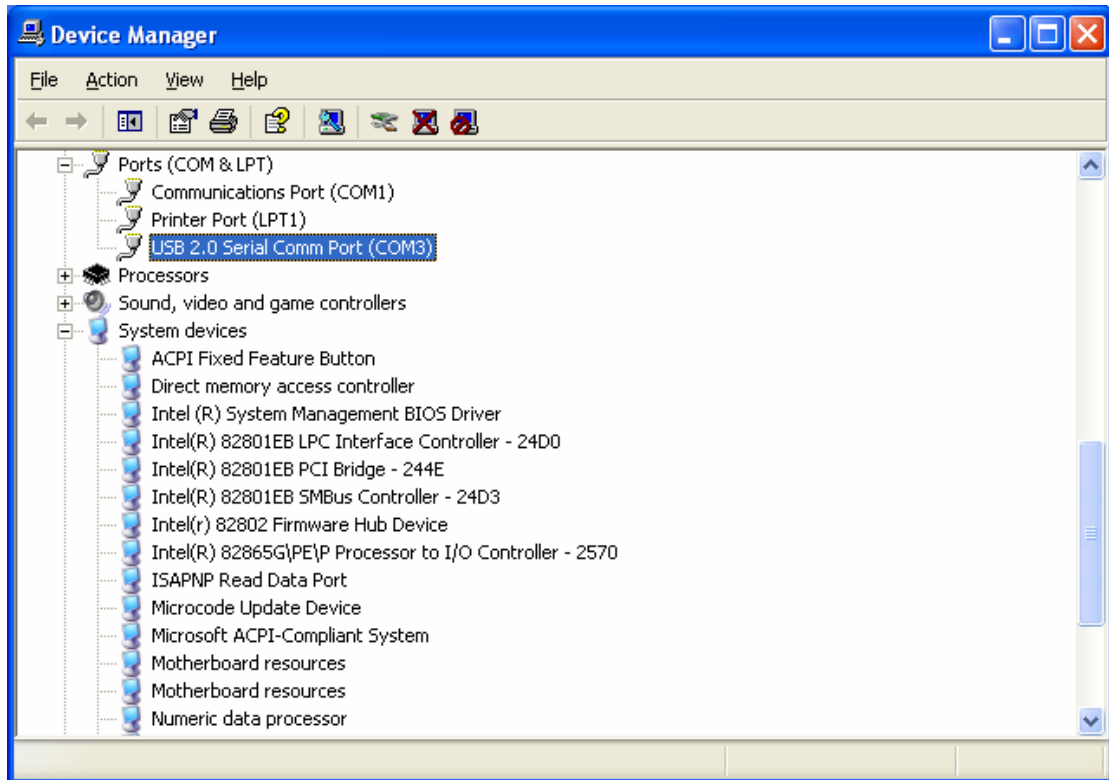 Device Manager
File Action View Help
Ports (COM & LPT)
Communications Port (COM1)
Printer Port (LPT1)
USB 2.0 Serial Comm Port (COM3)
Processors
Sound, video and game controllers
System devices
ACPI Fixed Feature Button
Direct memory access controller
Intel (R) System Management BIOS Driver
Intel(R) 82801EB LPC Interface Controller - 24D0
Intel(R) 82801EB PCI Bridge - 244E
Intel(R) 82801EB SMBus Controller - 24D3
Intel(r) 82802 Firmware Hub Device
Intel(R) 82865G\PE\P Processor to I/O Controller - 2570
ISAPNP Read Data Port
Microcode Update Device
Microsoft ACPI-Compliant System
Motherboard resources
Motherboard resources
Numeric data processor